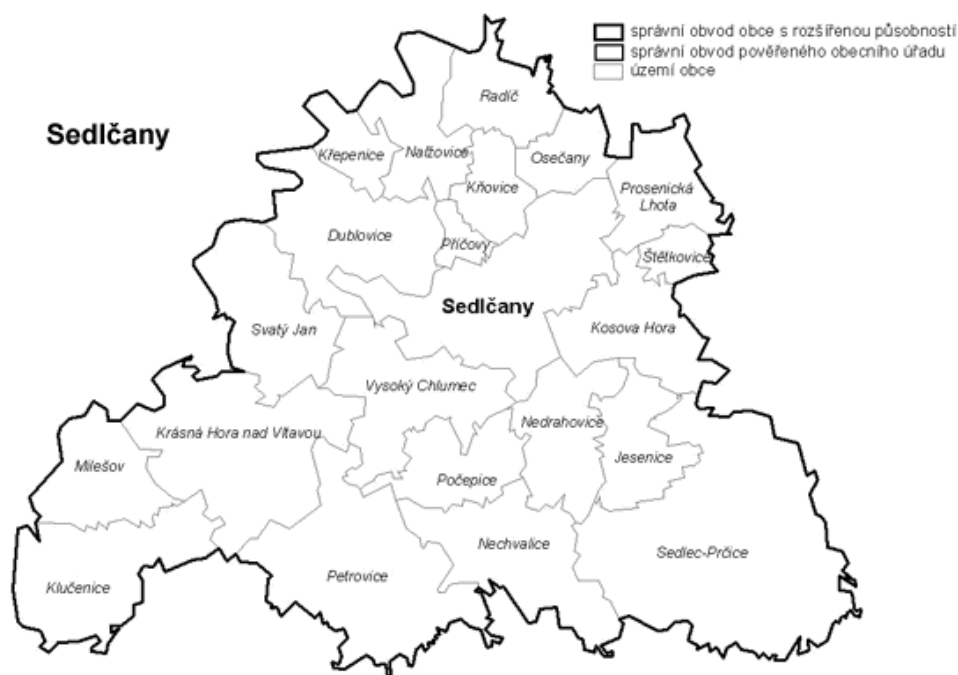 správní obvod obce s rozšířenou působností
správní obvod pověřeného obecního úřadu
území obce
Sedlčany
Radíč
Křepenice
Nalžovice
Osečany
Kňovice
Prosenická
Lhota
Dublovice
Příčovy
Štětkovice
Sedlčany
Svatý Jan
Kosova Hora
Vysoký Chlumec
Krásná Hora nad Vltavou
Nedrahovice
Milešov
Počepice
Jesenice
Nechvalice
Sedlec-Prčice
Klučenice
Petrovice